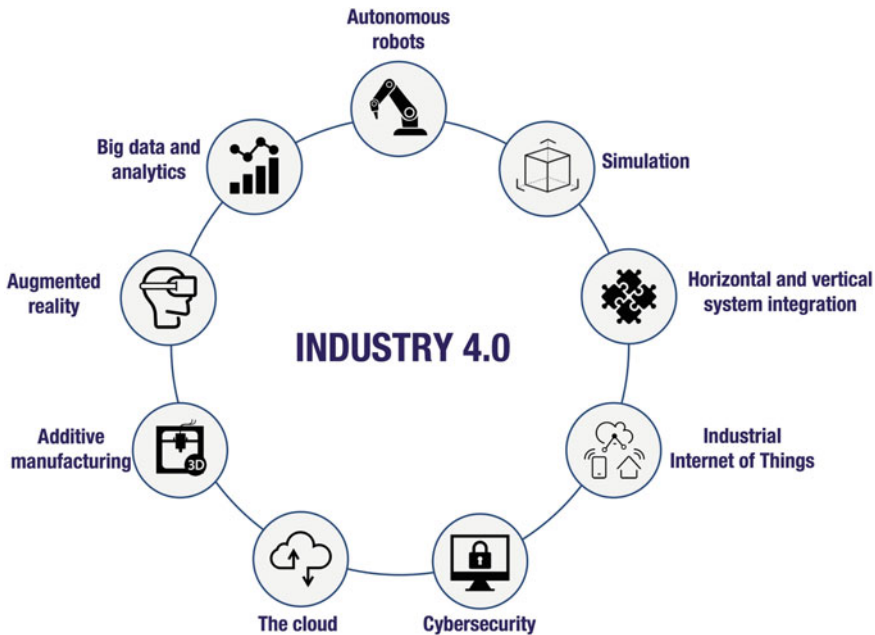 Autonomous
robots
Big data and
analytics
Simulation
Augmented
reality
Horizontal and vertical
system integration
INDUSTRY 4.0
Additive
manufacturing
3D
Industrial
Internet of Things
The cloud
Cybersecurity